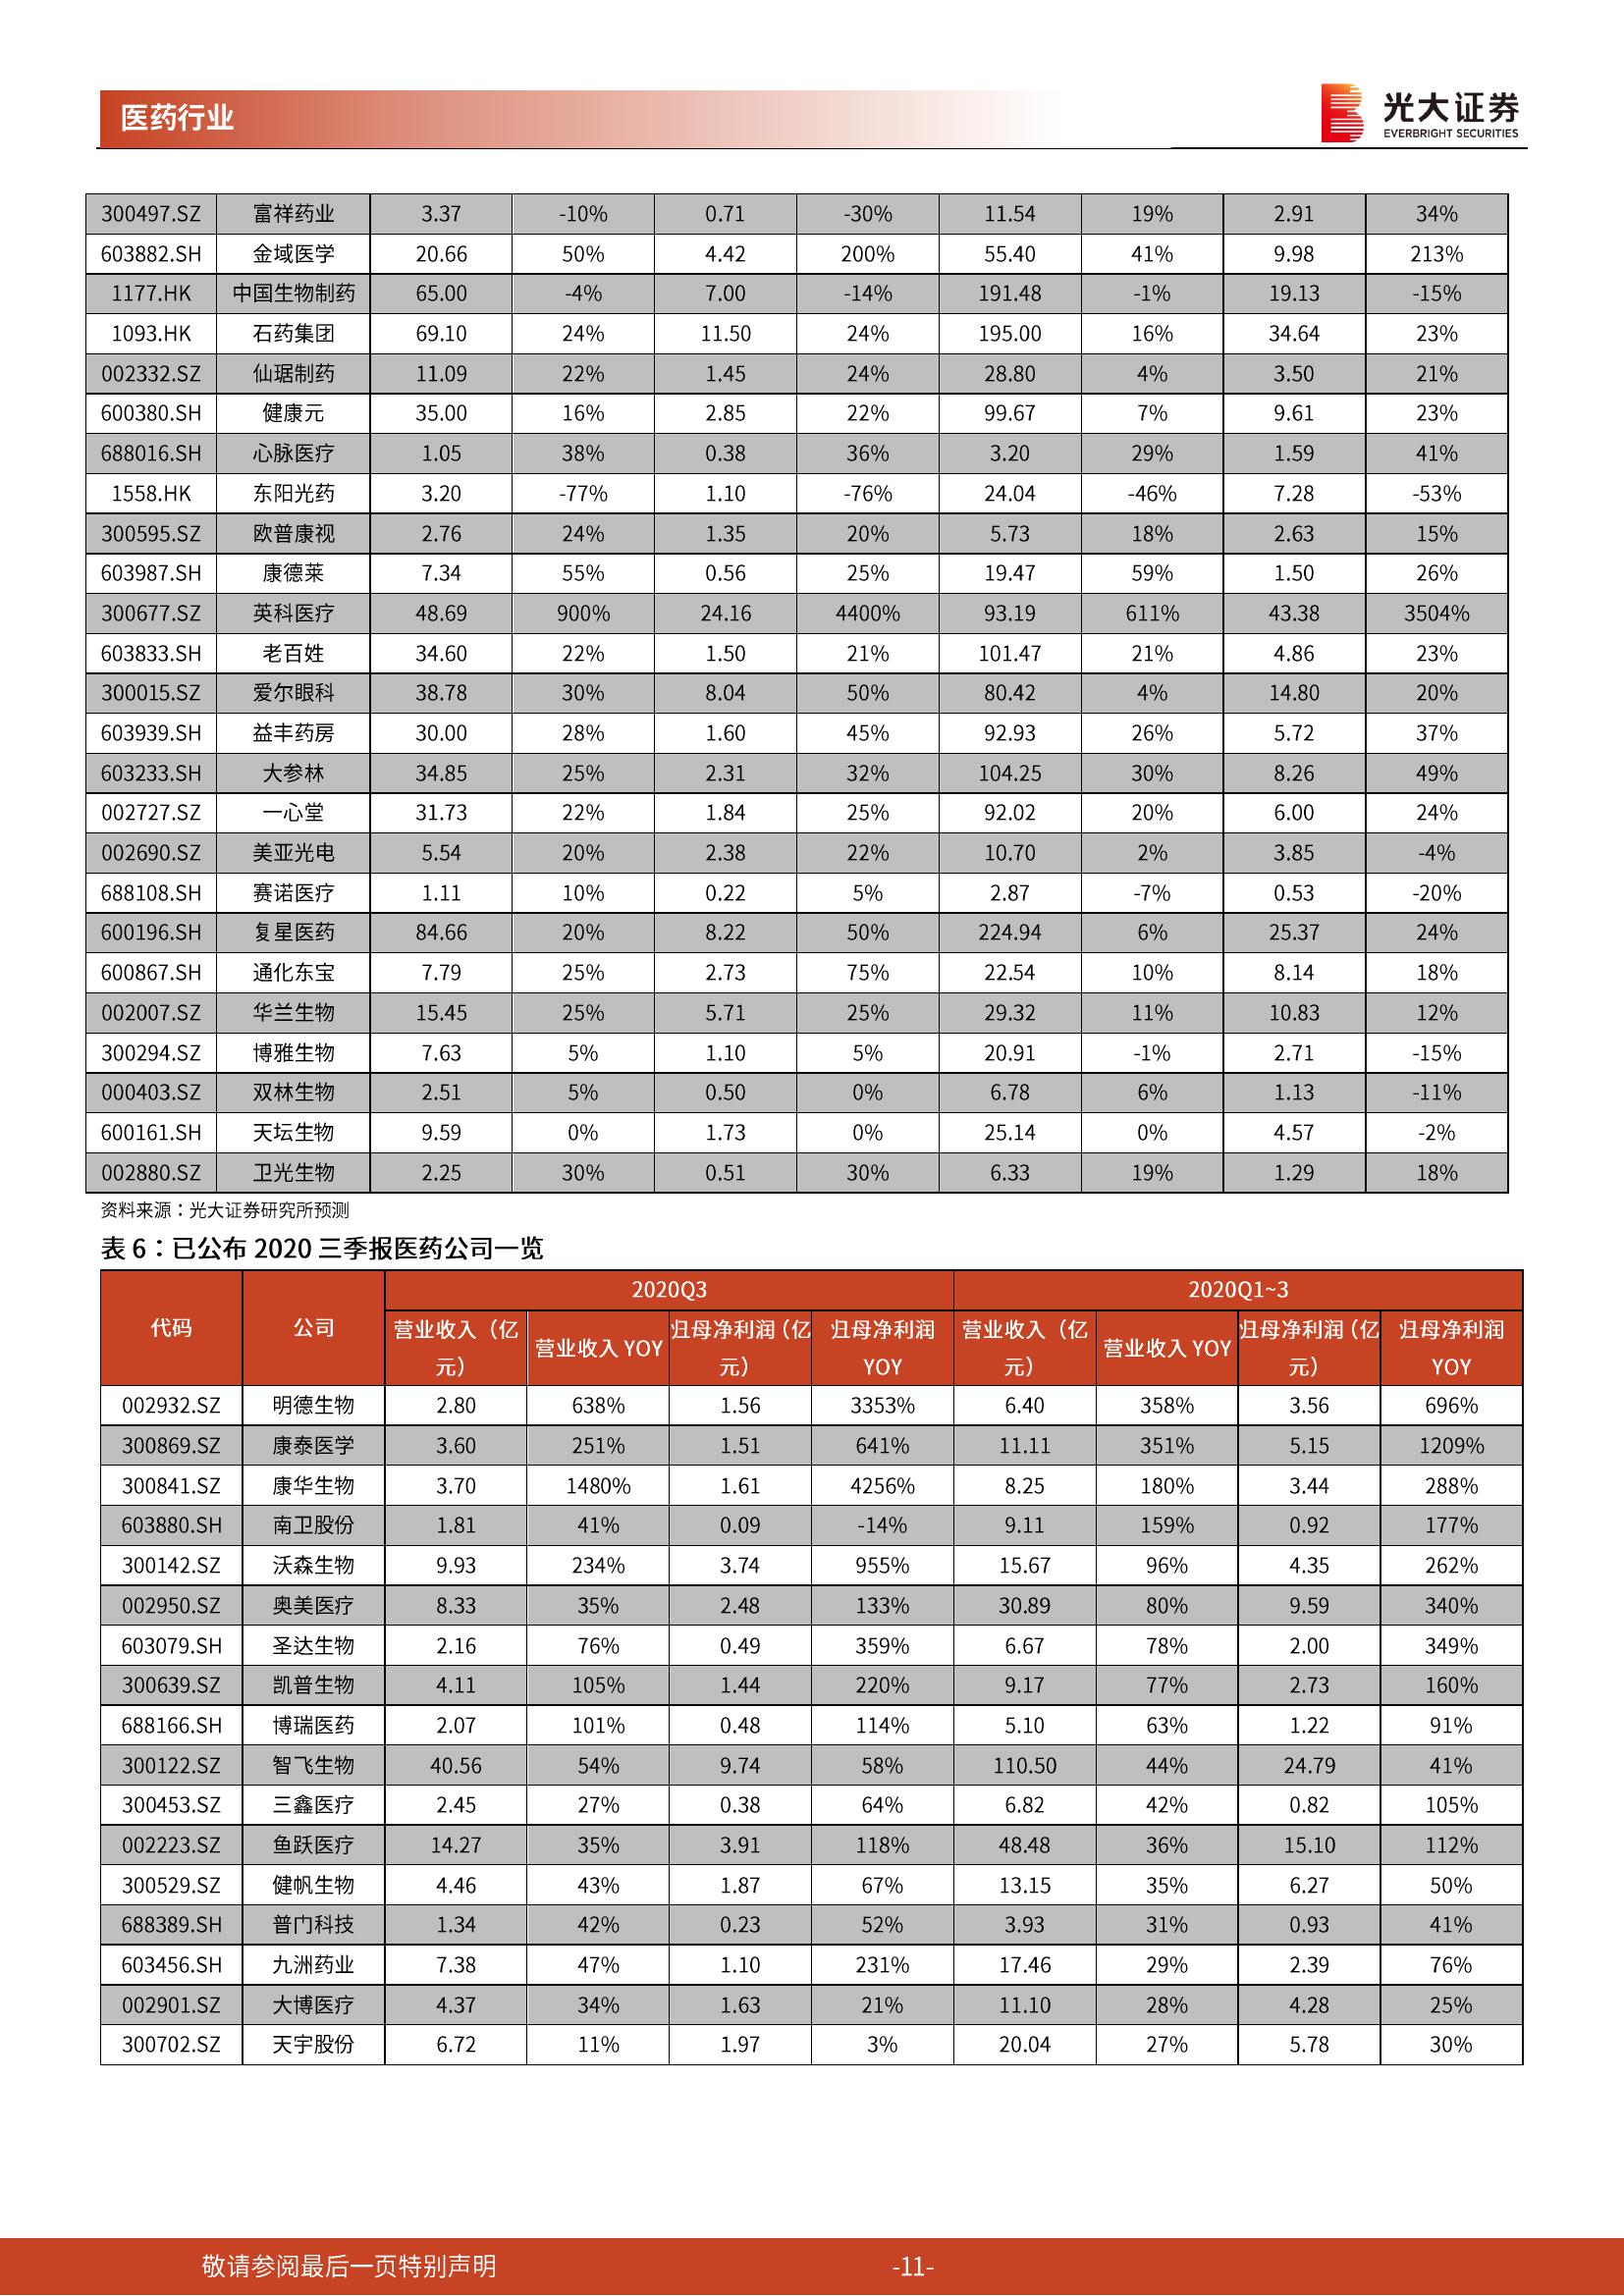 医药行业
光大证券
EVERBRIGHT SECURITIES
300497.SZ 富祥药业 3.37 -10% 0.71 -30% 11.54 19% 2.91 34%
603882.SH 金域医学 20.66 50% 4.42 200% 55.40 41% 9.98 213%
1177.HK 中国生物制药 65.00 -4% 7.00 -14% 191.48 -1% 19.13 -15%
1093.HK 石药集团 69.10 24% 11.50 24% 195.00 16% 34.64 23%
002332.SZ 仙琚制药 11.09 22% 1.45 24% 28.80 4% 3.50 21%
600380.SH 健康元 35.00 16% 2.85 22% 99.67 7% 9.61 23%
688016.SH 心脉医疗 1.05 38% 0.38 36% 3.20 29% 1.59 41%
1558.HK 东阳光药 3.20 -77% 1.10 -76% 24.04 -46% 7.28 -53%
300595.SZ 欧普康视 2.76 24% 1.35 20% 5.73 18% 2.63 15%
603987.SH 康德莱 7.34 55% 0.56 25% 19.47 59% 1.50 26%
300677.SZ 英科医疗 48.69 900% 24.16 4400% 93.19 611% 43.38 3504%
603833.SH 老百姓 34.60 22% 1.50 21% 101.47 21% 4.86 23%
300015.SZ 爱尔眼科 38.78 30% 8.04 50% 80.42 4% 14.80 20%
603939.SH 益丰药房 30.00 28% 1.60 45% 92.93 26% 5.72 37%
603233.SH 大参林 34.85 25% 2.31 32% 104.25 30% 8.26 49%
002727.SZ 一心堂 31.73 22% 1.84 25% 92.02 20% 6.00 24%
002690.SZ 美亚光电 5.54 20% 2.38 22% 10.70 2% 3.85 -4%
688108.SH 赛诺医疗 1.11 10% 0.22 5% 2.87 -7% 0.53 -20%
600196.SH 复星医药 84.66 20% 8.22 50% 224.94 6% 25.37 24%
600867.SH 通化东宝 7.79 25% 2.73 75% 22.54 10% 8.14 18%
002007.SZ 华兰生物 15.45 25% 5.71 25% 29.32 11% 10.83 12%
300294.SZ 博雅生物 7.63 5% 1.10 5% 20.91 -1% 2.71 -15%
000403.SZ 双林生物 2.51 5% 0.50 0% 6.78 6% 1.13 -11%
600161.SH 天坛生物 9.59 0% 1.73 0% 25.14 0% 4.57 -2%
002880.SZ 卫光生物 2.25 30% 0.51 30% 6.33 19% 1.29 18%
资料来源：光大证券研究所预测
表 6：已公布 2020 三季报医药公司一览
代码 公司 2020Q3 2020Q1~3
营业收入（亿元） 营业收入 YOY 归母净利润（亿元） 归母净利润 YOY 营业收入（亿元） 营业收入 YOY 归母净利润（亿元） 归母净利润 YOY
002932.SZ 明德生物 2.80 638% 1.56 3353% 6.40 358% 3.56 696%
300869.SZ 康泰医学 3.60 251% 1.51 641% 11.11 351% 5.15 1209%
300841.SZ 康华生物 3.70 1480% 1.61 4256% 8.25 180% 3.44 288%
603880.SH 南卫股份 1.81 41% 0.09 -14% 9.11 159% 0.92 177%
300142.SZ 沃森生物 9.93 234% 3.74 955% 15.67 96% 4.35 262%
002950.SZ 奥美医疗 8.33 35% 2.48 133% 30.89 80% 9.59 340%
603079.SH 圣达生物 2.16 76% 0.49 359% 6.67 78% 2.00 349%
300639.SZ 凯普生物 4.11 105% 1.44 220% 9.17 77% 2.73 160%
688166.SH 博瑞医药 2.07 101% 0.48 114% 5.10 63% 1.22 91%
300122.SZ 智飞生物 40.56 54% 9.74 58% 110.50 44% 24.79 41%
300453.SZ 三鑫医疗 2.45 27% 0.38 64% 6.82 42% 0.82 105%
002223.SZ 鱼跃医疗 14.27 35% 3.91 118% 48.48 36% 15.10 112%
300529.SZ 健帆生物 4.46 43% 1.87 67% 13.15 35% 6.27 50%
688389.SH 普门科技 1.34 42% 0.23 52% 3.93 31% 0.93 41%
603456.SH 九洲药业 7.38 47% 1.10 231% 17.46 29% 2.39 76%
002901.SZ 大博医疗 4.37 34% 1.63 21% 11.10 28% 4.28 25%
300702.SZ 天宇股份 6.72 11% 1.97 3% 20.04 27% 5.78 30%
敬请参阅最后一页特别声明 -11-